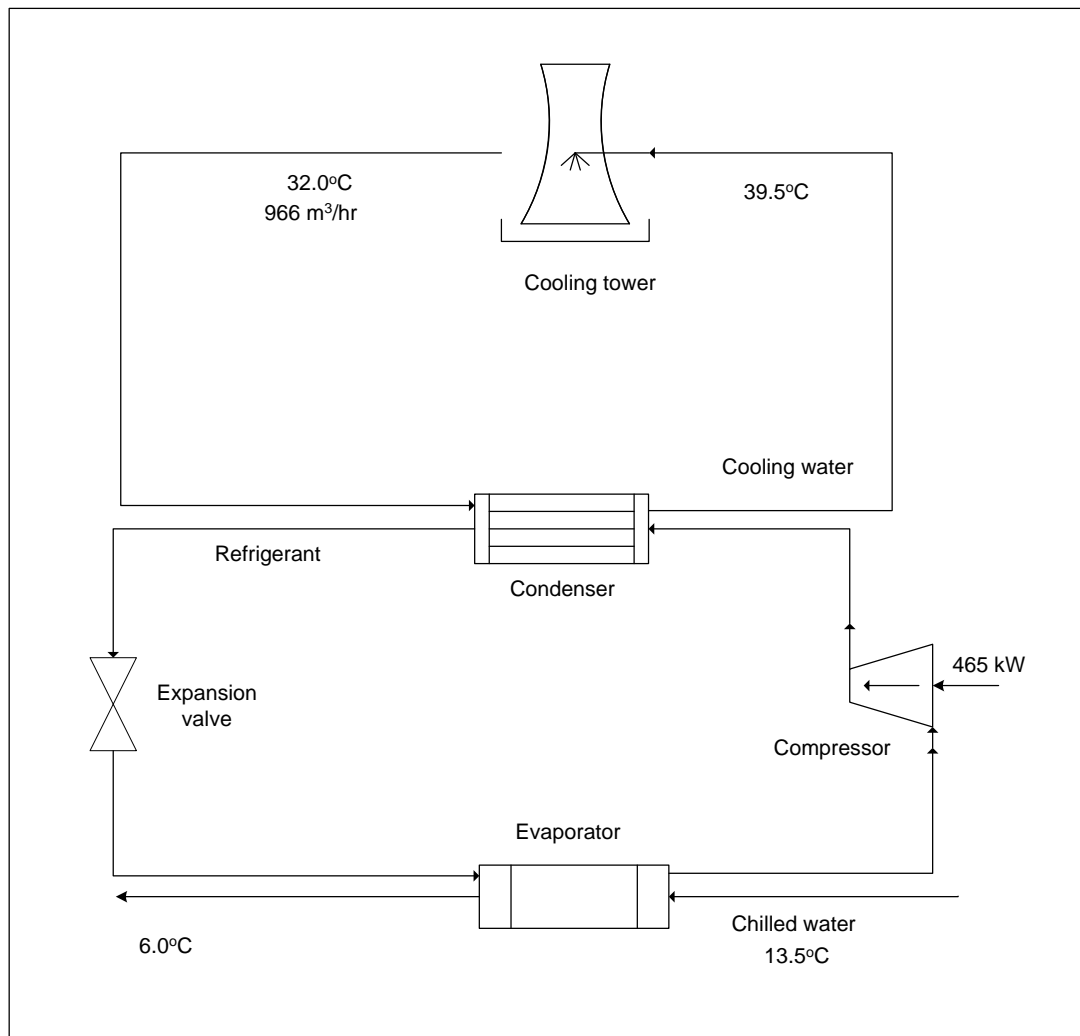 32.0°C
966 m³/hr
39.5°C
Cooling tower
Cooling water
Refrigerant
Condenser
465 kW
Expansion
valve
Compressor
Evaporator
Chilled water
6.0°C
13.5°C